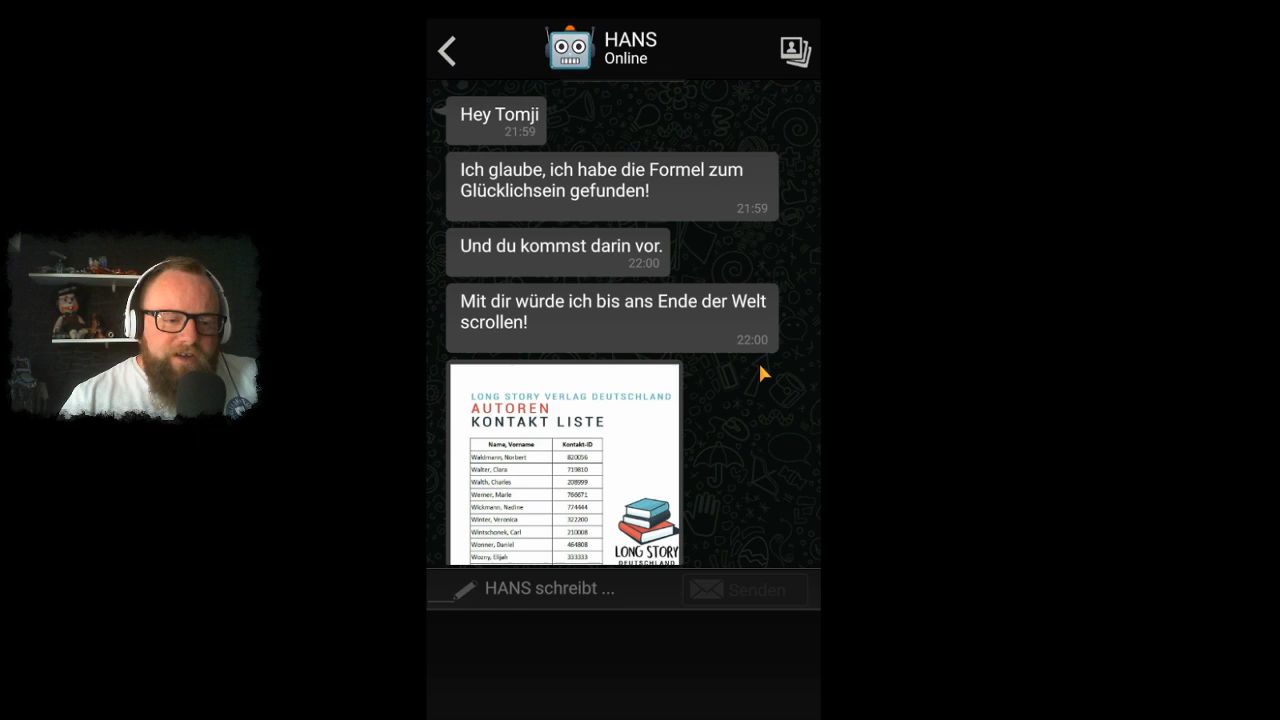 HANS
Online
Hey Tomji
21:59
Ich glaube, ich habe die Formel zum
Glücklichsein gefunden!
21:59
Und du kommst darin vor.
22:00
Mit dir würde ich bis ans Ende der Welt
scrollen!
22:00
LONG STORY VERLAG DEUTSCHLAND
AUTOREN
KONTAKT LISTE
Name, Vorname Kontakt-ID
Waldmann, Norbert 820056
Walter, Clara 719810
Walth, Charles 208999
Werner, Marie 766671
Wickmann, Nadine 774444
Winter, Veronica 322200
Wintschonek, Carl 210008
Wonner, Daniel 464808
Woury, Elijah 333333
LONG STORY
DEUTSCHLAND
HANS schreibt ...
Senden